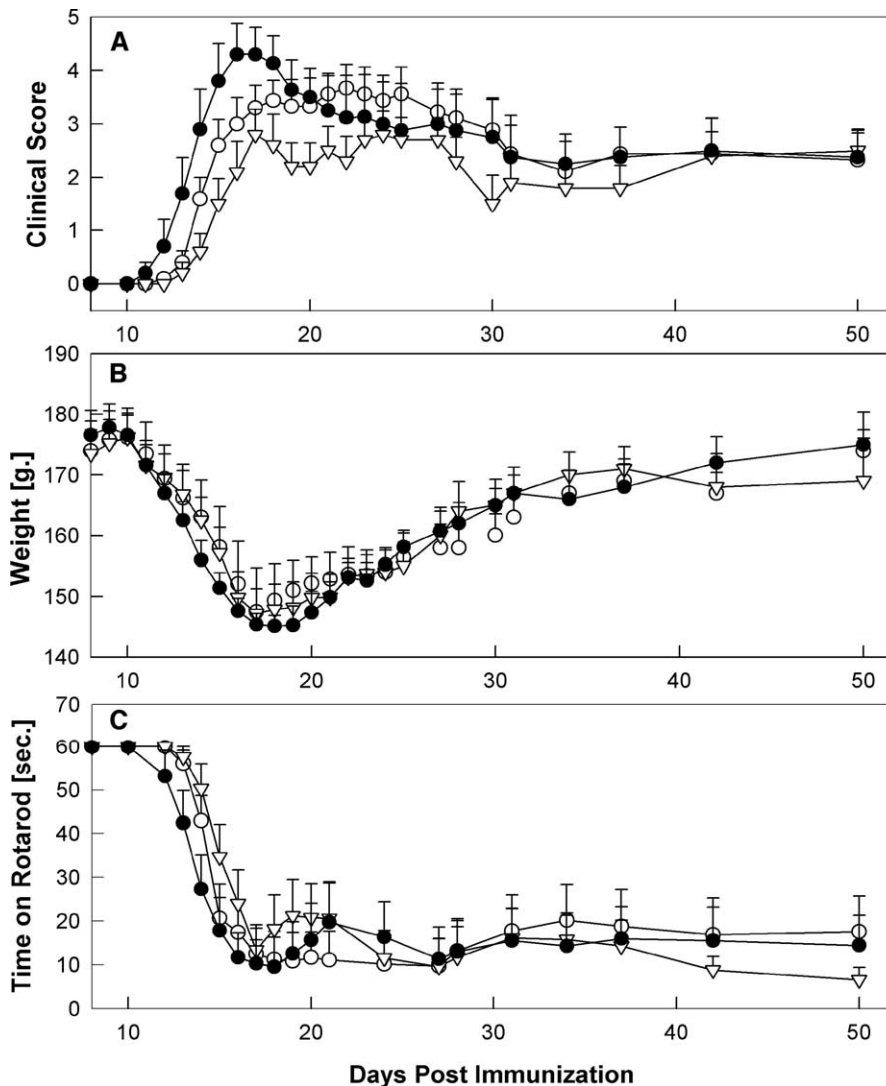 A
Clinical Score
5
4
3
2
1
0
10 20 30 40 50
B
Weight [g.]
190
180
170
160
150
140
10 20 30 40 50
C
Time on Rotarod [sec.]
70
60
50
40
30
20
10
0
10 20 30 40 50
Days Post Immunization